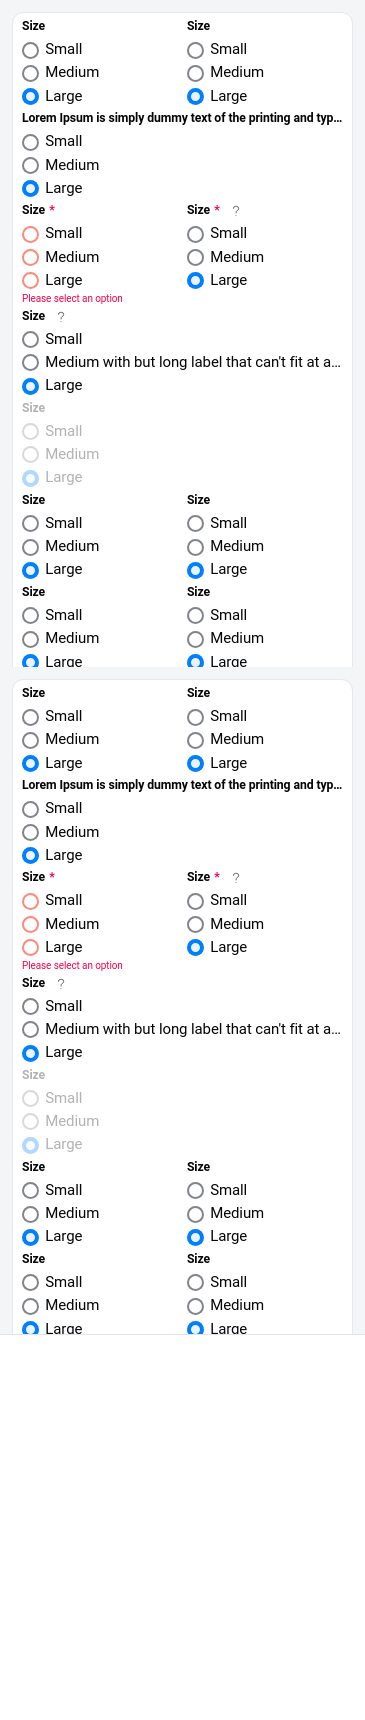 Size Size
Small Small
Medium Medium
Large Large
Lorem Ipsum is simply dummy text of the printing and typ...
Small
Medium
Large
Size * Size * ?
Small Small
Medium Medium
Large Large
Please select an option
Size ?
Small
Medium with but long label that can't fit at a...
Large
Size
Small
Medium
Large
Size Size
Small Small
Medium Medium
Large Large
Size Size
Small Small
Medium Medium
Large Large
Size Size
Small Small
Medium Medium
Large Large
Lorem Ipsum is simply dummy text of the printing and typ...
Small
Medium
Large
Size * Size * ?
Small Small
Medium Medium
Large Large
Please select an option
Size ?
Small
Medium with but long label that can't fit at a...
Large
Size
Small
Medium
Large
Size Size
Small Small
Medium Medium
Large Large
Size Size
Small Small
Medium Medium
Large Large